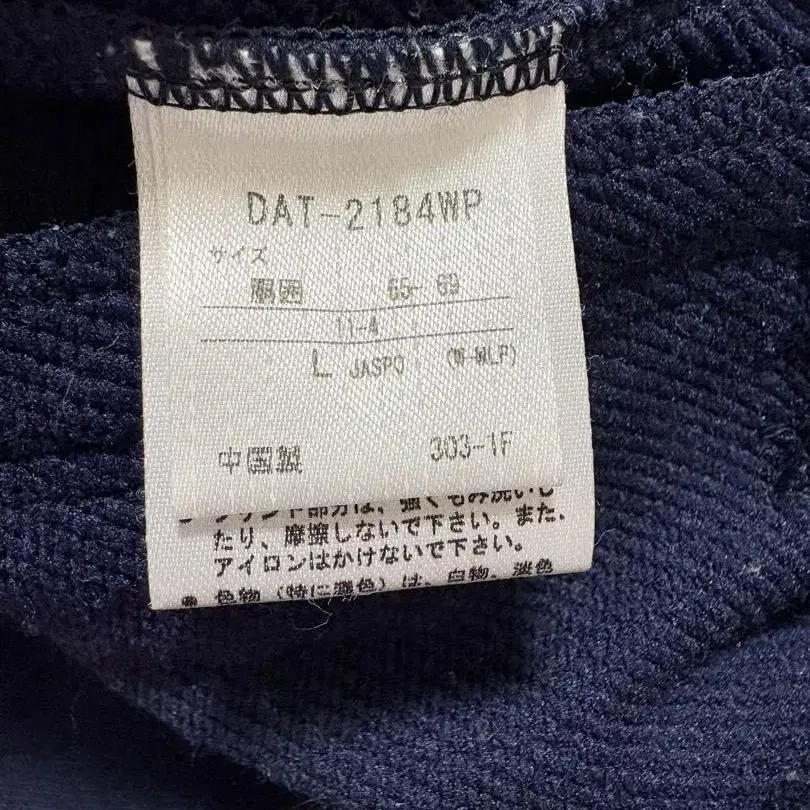 DAT-2184WP
サイズ
胴囲 65-69
11-4
L JASPO (W-WLP)
中国製 303-1F
プリント部分は、強くもみ洗いし
たり、摩擦しないで下さい。また、
アイロンはかけないで下さい。
色物（特に濃色）は、白物、淡色